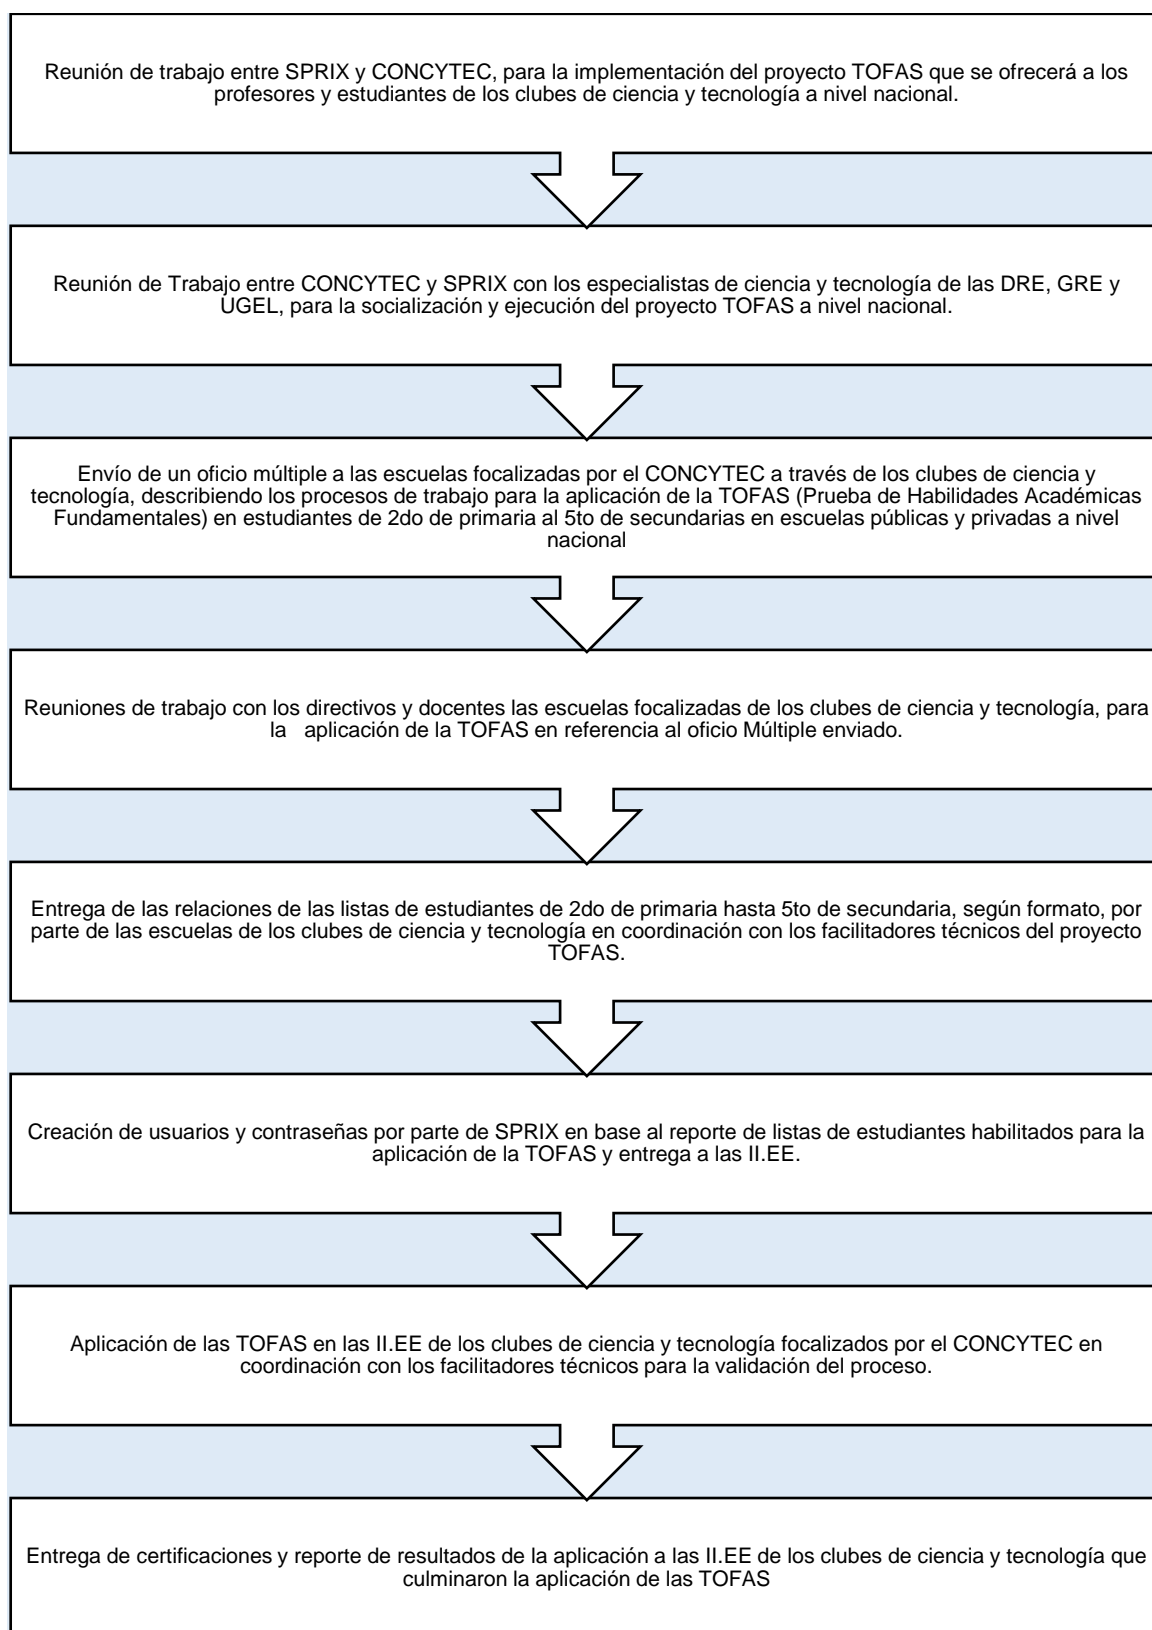 Reunión de trabajo entre SPRIX y CONCYTEC, para la implementación del proyecto TOFAS que se ofrecerá a los
profesores y estudiantes de los clubes de ciencia y tecnología a nivel nacional.
Reunión de Trabajo entre CONCYTEC y SPRIX con los especialistas de ciencia y tecnología de las DRE, GRE y
UGEL, para la socialización y ejecución del proyecto TOFAS a nivel nacional.
Envío de un oficio múltiple a las escuelas focalizadas por el CONCYTEC a través de los clubes de ciencia y
tecnología, describiendo los procesos de trabajo para la aplicación de la TOFAS (Prueba de Habilidades Académicas
Fundamentales) en estudiantes de 2do de primaria al 5to de secundarias en escuelas públicas y privadas a nivel
nacional
Reuniones de trabajo con los directivos y docentes las escuelas focalizadas de los clubes de ciencia y tecnología, para
la aplicación de la TOFAS en referencia al oficio Múltiple enviado.
Entrega de las relaciones de las listas de estudiantes de 2do de primaria hasta 5to de secundaria, según formato, por
parte de las escuelas de los clubes de ciencia y tecnología en coordinación con los facilitadores técnicos del proyecto
TOFAS.
Creación de usuarios y contraseñas por parte de SPRIX en base al reporte de listas de estudiantes habilitados para la
aplicación de la TOFAS y entrega a las II.EE.
Aplicación de las TOFAS en las II.EE de los clubes de ciencia y tecnología focalizados por el CONCYTEC en
coordinación con los facilitadores técnicos para la validación del proceso.
Entrega de certificaciones y reporte de resultados de la aplicación a las II.EE de los clubes de ciencia y tecnología que
culminaron la aplicación de las TOFAS